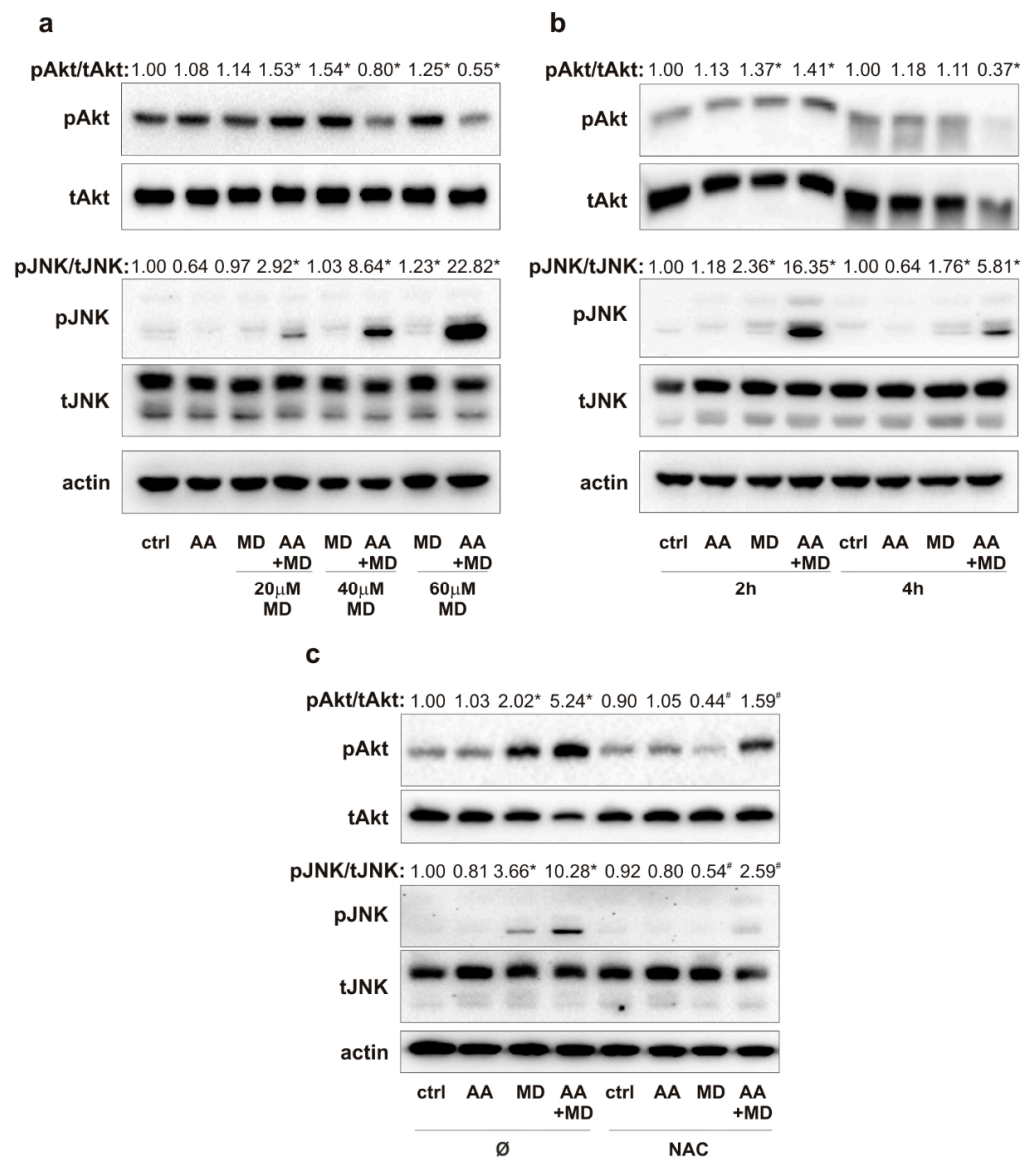 a
pAkt/tAkt: 1.00 1.08 1.14 1.53* 1.54* 0.80* 1.25* 0.55*
pAkt
tAkt
pJNK/tJNK: 1.00 0.64 0.97 2.92* 1.03 8.64* 1.23* 22.82*
pJNK
tJNK
actin
ctrl AA MD AA MD AA MD AA
+MD +MD +MD
20μM 40μM 60μM
MD MD MD
b
pAkt/tAkt: 1.00 1.13 1.37* 1.41* 1.00 1.18 1.11 0.37*
pAkt
tAkt
pJNK/tJNK: 1.00 1.18 2.36* 16.35* 1.00 0.64 1.76* 5.81*
pJNK
tJNK
actin
ctrl AA MD AA ctrl AA MD AA
+MD +MD
2h 4h
c
pAkt/tAkt: 1.00 1.03 2.02* 5.24* 0.90 1.05 0.44# 1.59#
pAkt
tAkt
pJNK/tJNK: 1.00 0.81 3.66* 10.28* 0.92 0.80 0.54# 2.59#
pJNK
tJNK
actin
ctrl AA MD AA ctrl AA MD AA
+MD +MD
Ø NAC